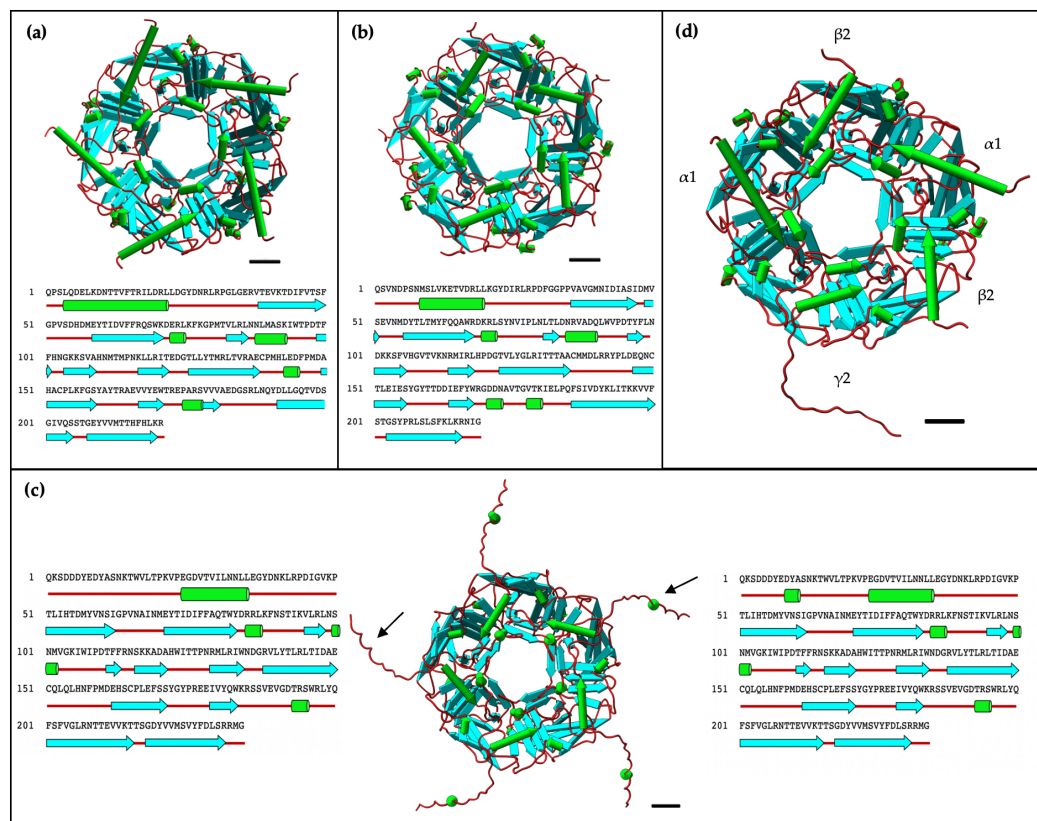 (a)
1 QPSLQDELKDNTTVFTRILDRLLDGYDNRLRPGLGERVTEVKTDIFVTSF
51 GPVSDHDMEYTIDVFFRQSWKDERLKFKGPMTVLRLNNLMASKIWTPDTF
101 FHNGKKSVAHNMTMPNKLLRITEDGTLLYTMRLTVRAECPMHLEDFPMDA
151 HACPLKFGSYAYTRAEVVYEWTREPARSVVVAEDGSRLNQYDLLGQTVDS
201 GIVQSSTGEYVVMTTHFHLKR
(b)
1 QSVNDPSNMSLVKETVDRLLKGYDIRLRPDFGGPPVAVGMNIDIASIDMV
51 SEVNMDYTLTMYFQQAWRDKRLSYNVIPLNLTLDNRVADQLWVPDTYFLN
101 DKKSFVHGVTVKNRMIRLHPDGTVLYGLRITTTAACMMDLRRYPLDEQNC
151 TLEIESYGYTTDDIEFYWRGDDNAVTGVTKIELPQFSIVDYKLITKKVVF
201 STGSYPRLSLSFKLKRNIG
(d)
β2
α1
α1
β2
γ2
(c)
1 QKSDDDYEDYASNKTWVLTPKVPEGDVTVILNNLLEGYDNKLRPDIGVKP
51 TLIHTDMYVNSIGPVNAINMEYTIDIFFAQTWYDRRLKFNSTIKVLRLNS
101 NMVGKIWIPDTFFRNSKKADAHWITTPNRMLRIWNDGRVLYTLRLTIDAE
151 CQLQLHNFPMDEHSCPLEFSSYGYPREEIVYQWKRSSVEVGDTRSWRLYQ
201 FSFVGLRNTTEVVKTTSGDYVVMSVYFDLSRRMG
1 QKSDDDYEDYASNKTWVLTPKVPEGDVTVILNNLLEGYDNKLRPDIGVKP
51 TLIHTDMYVNSIGPVNAINMEYTIDIFFAQTWYDRRLKFNSTIKVLRLNS
101 NMVGKIWIPDTFFRNSKKADAHWITTPNRMLRIWNDGRVLYTLRLTIDAE
151 CQLQLHNFPMDEHSCPLEFSSYGYPREEIVYQWKRSSVEVGDTRSWRLYQ
201 FSFVGLRNTTEVVKTTSGDYVVMSVYFDLSRRMG